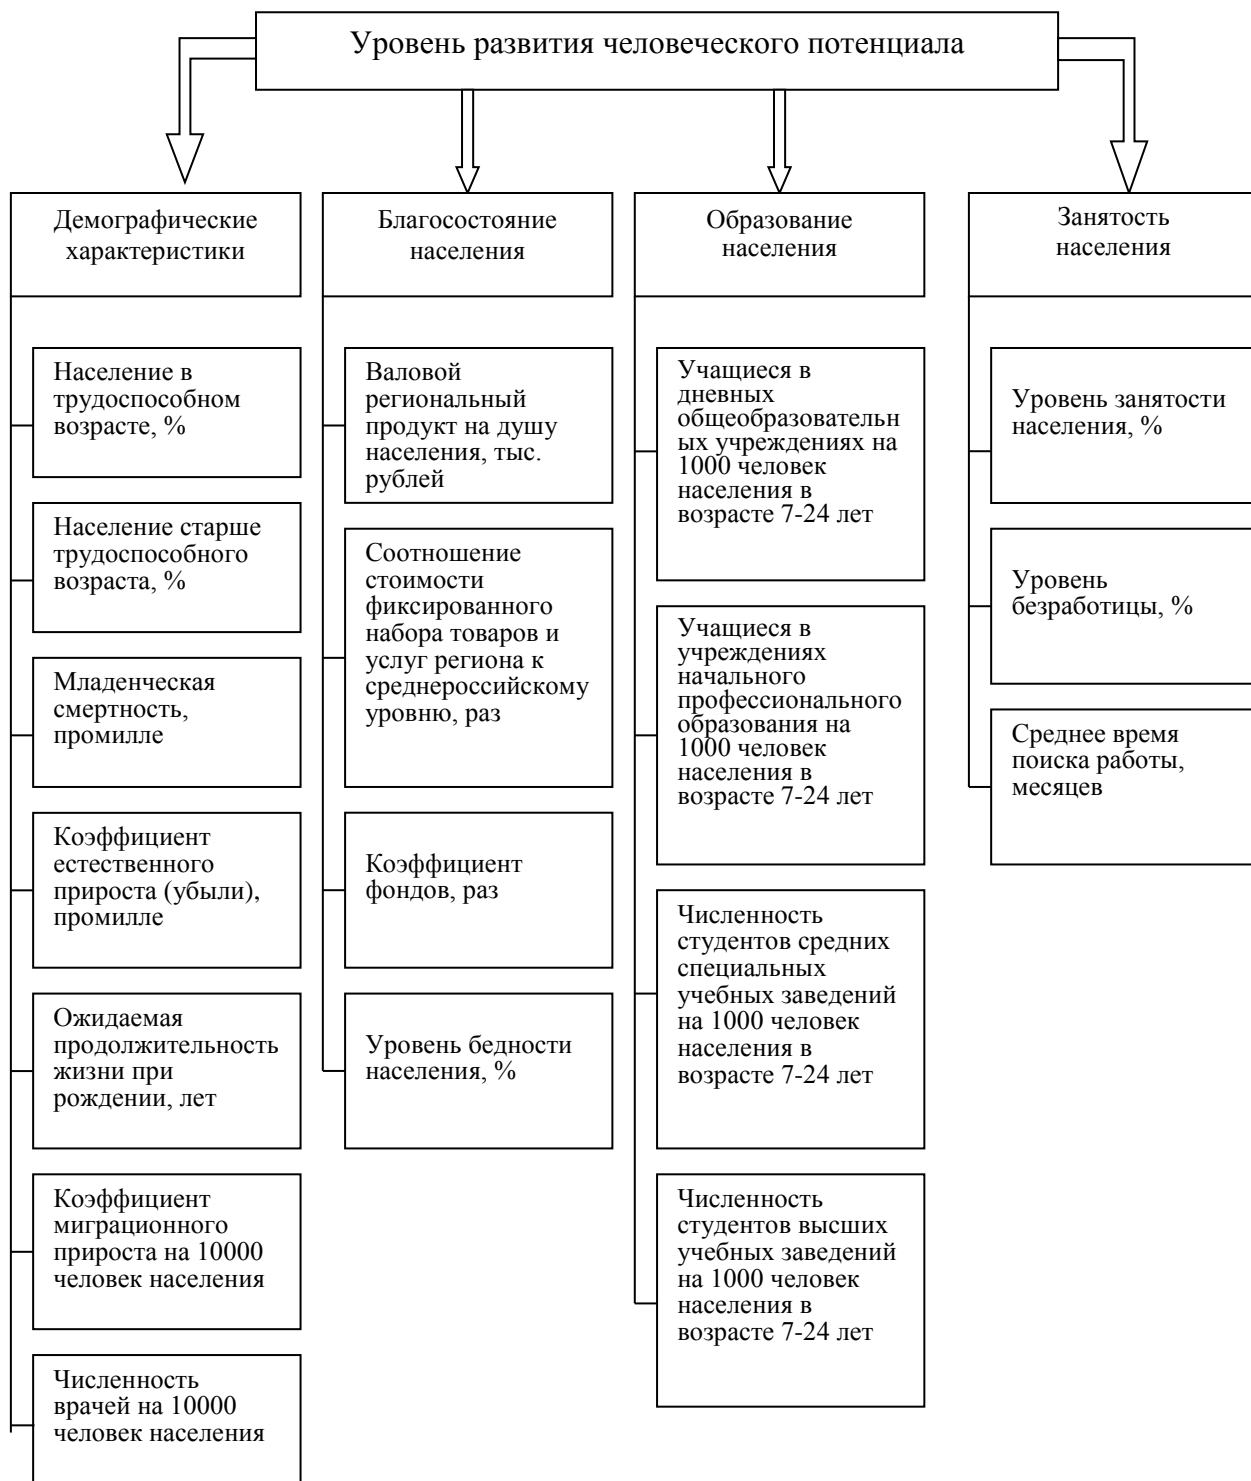 Уровень развития человеческого потенциала
Демографические
характеристики
Население в
трудоспособном
возрасте, %
Население старше
трудоспособного
возраста, %
Младенческая
смертность,
промилле
Коэффициент
естественного
прироста (убыли),
промилле
Ожидаемая
продолжительность
жизни при
рождении, лет
Коэффициент
миграционного
прироста на 10000
человек населения
Численность
врачей на 10000
человек населения
Благосостояние
населения
Валовой
региональный
продукт на душу
населения, тыс.
рублей
Соотношение
стоимости
фиксированного
набора товаров и
услуг региона к
среднероссийскому
уровню, раз
Коэффициент
фондов, раз
Уровень бедности
населения, %
Образование
населения
Учащиеся в
дневных
общеобразовательн
ых учреждениях на
1000 человек
населения в
возрасте 7-24 лет
Учащиеся в
учреждениях
начального
профессионального
образования на
1000 человек
населения в
возрасте 7-24 лет
Численность
студентов средних
специальных
учебных заведений
на 1000 человек
населения в
возрасте 7-24 лет
Численность
студентов высших
учебных заведений
на 1000 человек
населения в
возрасте 7-24 лет
Занятость
населения
Уровень занятости
населения, %
Уровень
безработицы, %
Среднее время
поиска работы,
месяцев